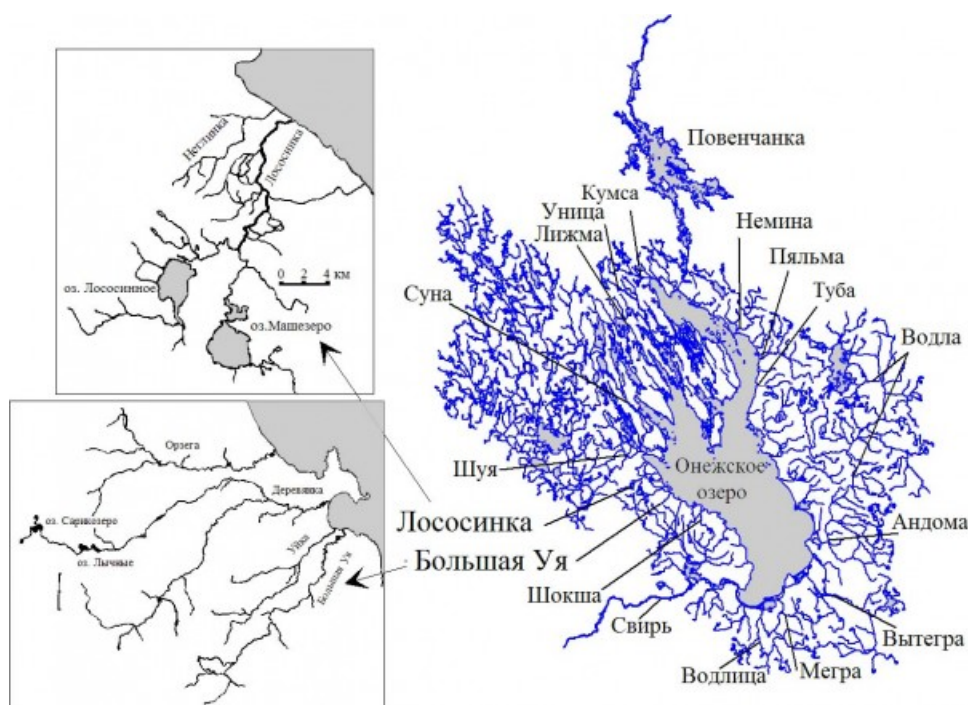 Неглинка
Лососинка
0 2 4 км
оз. Лососинное
оз.Машезеро
Орзега
Деревянка
оз. Сарикозеро
оз. Лычные
Уйка
Большая Уя
Повенчанка
Кумса
Уница
Лижма
Немина
Пяльма
Туба
Суна
Водла
Шуя
Онежское
озеро
Лососинка
Андома
Большая Уя
Шокша
Свирь
Вытегра
Водлица
Мегра